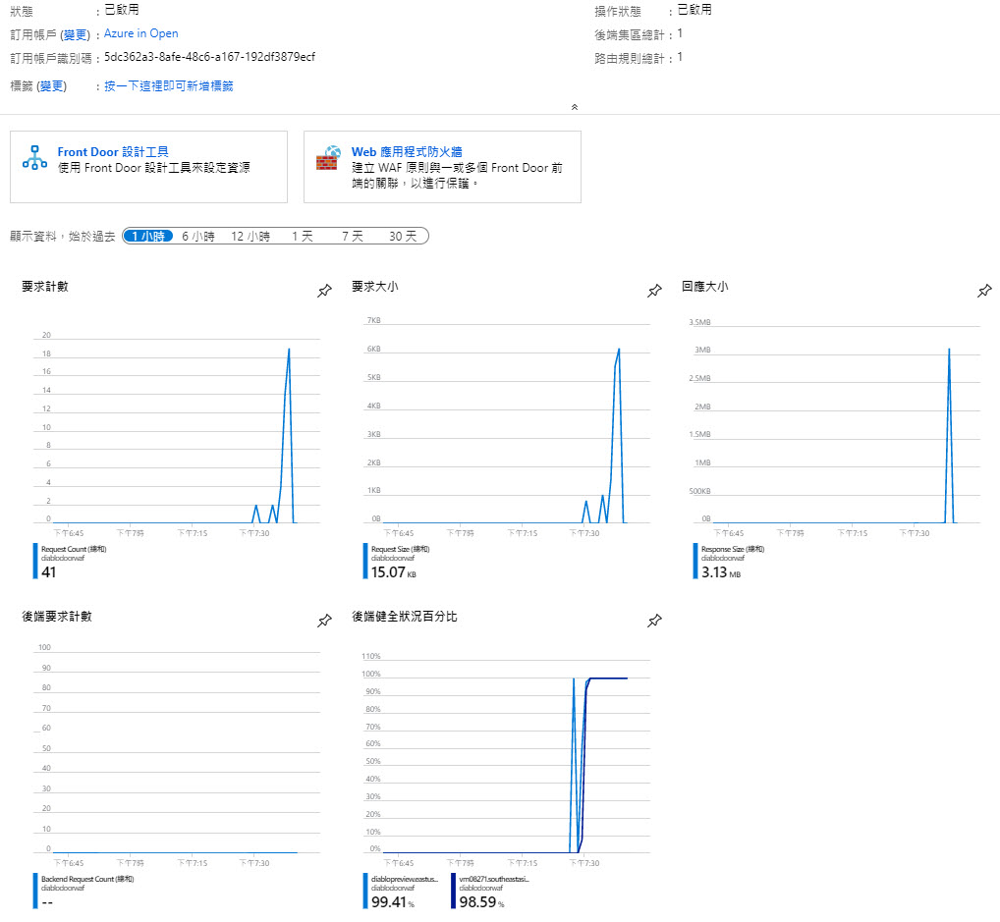 狀態 : 已啟用
操作狀態 : 已啟用
訂用帳戶 (變更) : Azure in Open
後端集區總計 : 1
訂用帳戶識別碼 : 5dc362a3-8afe-48c6-a167-192df3879ecf
路由規則總計 : 1
標籤 (變更) : 按一下這裡即可新增標籤
Front Door 設計工具
使用 Front Door 設計工具來設定資源
Web 應用程式防火牆
建立 WAF 原則與一或多個 Front Door 前
端的關聯，以進行保護。
顯示資料，始於過去 1 小時 6 小時 12 小時 1 天 7 天 30 天
要求計數
20
18
16
14
12
10
8
6
4
2
0
下午6:45 下午7時 下午7:15 下午7:30
Request Count (總和)
diablodoorwaf
41
要求大小
7KB
6KB
5KB
4KB
3KB
2KB
1KB
0B
下午6:45 下午7時 下午7:15 下午7:30
Request Size (總和)
diablodoorwaf
15.07 KB
回應大小
3.5MB
3MB
2.5MB
2MB
1.5MB
1MB
500KB
0B
下午6:45 下午7時 下午7:15 下午7:30
Response Size (總和)
diablodoorwaf
3.13 MB
後端要求計數
100
90
80
70
60
50
40
30
20
10
0
下午6:45 下午7時 下午7:15 下午7:30
Backend Request Count (總和)
diablodoorwaf
--
後端健全狀況百分比
110%
100%
90%
80%
70%
60%
50%
40%
30%
20%
10%
0%
下午6:45 下午7時 下午7:15 下午7:30
diablopreview.eastus...
diablodoorwaf
99.41 %
vm08271.southeastasi...
diablodoorwaf
98.59 %